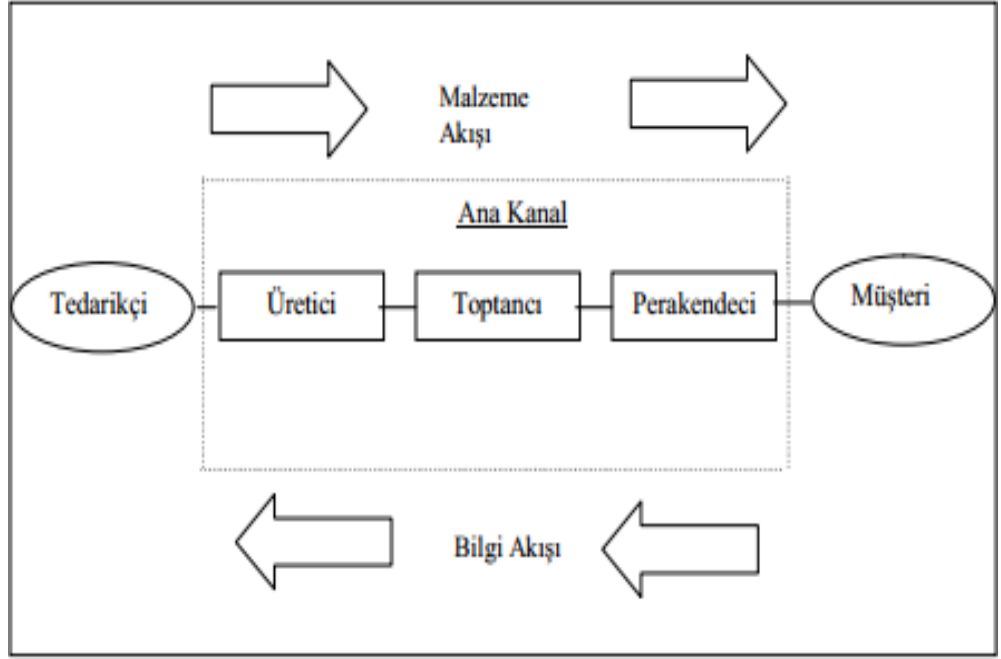 Malzeme
Akışı
Ana Kanal
Tedarikçi
Üretici
Toptancı
Perakendeci
Müşteri
Bilgi Akışı